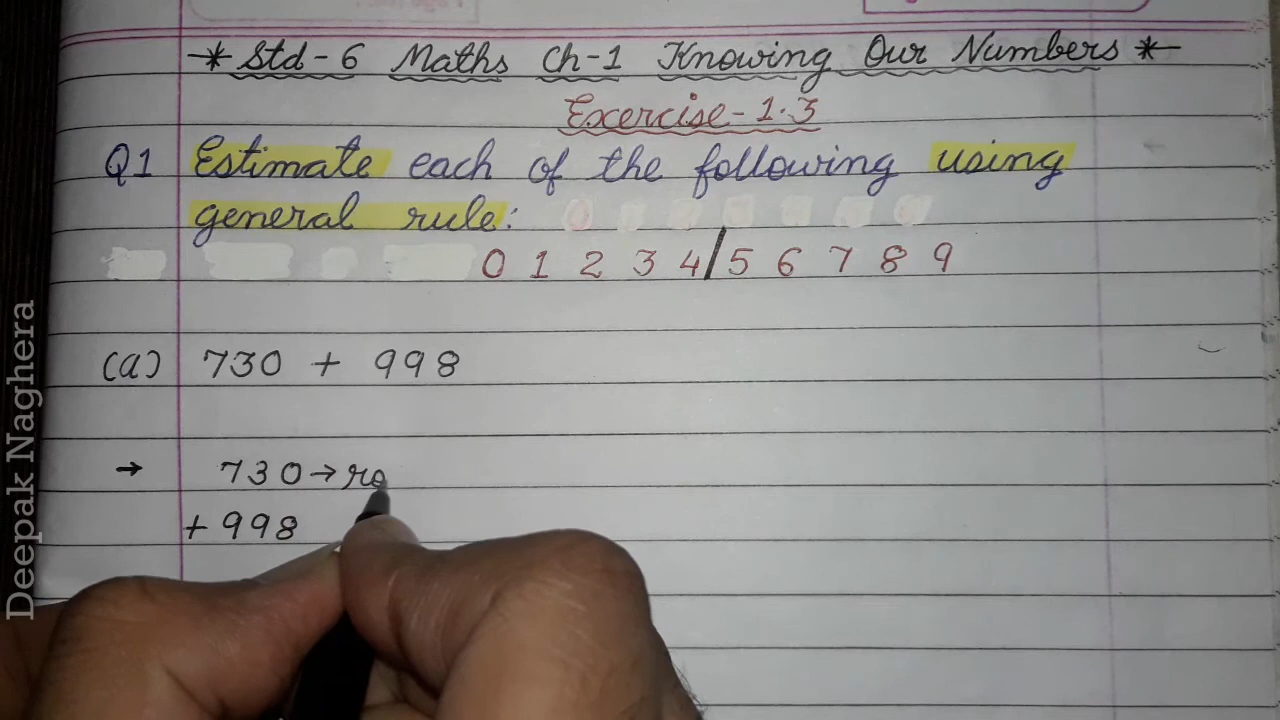 * Std - 6 Maths Ch-1 Knowing Our Numbers *
Exercise - 1.3
Q1 Estimate each of the following using
general rule:
0 1 2 3 4 / 5 6 7 8 9
(a) 730 + 998
→ 730 → ro
+ 998
Deepak Naghera